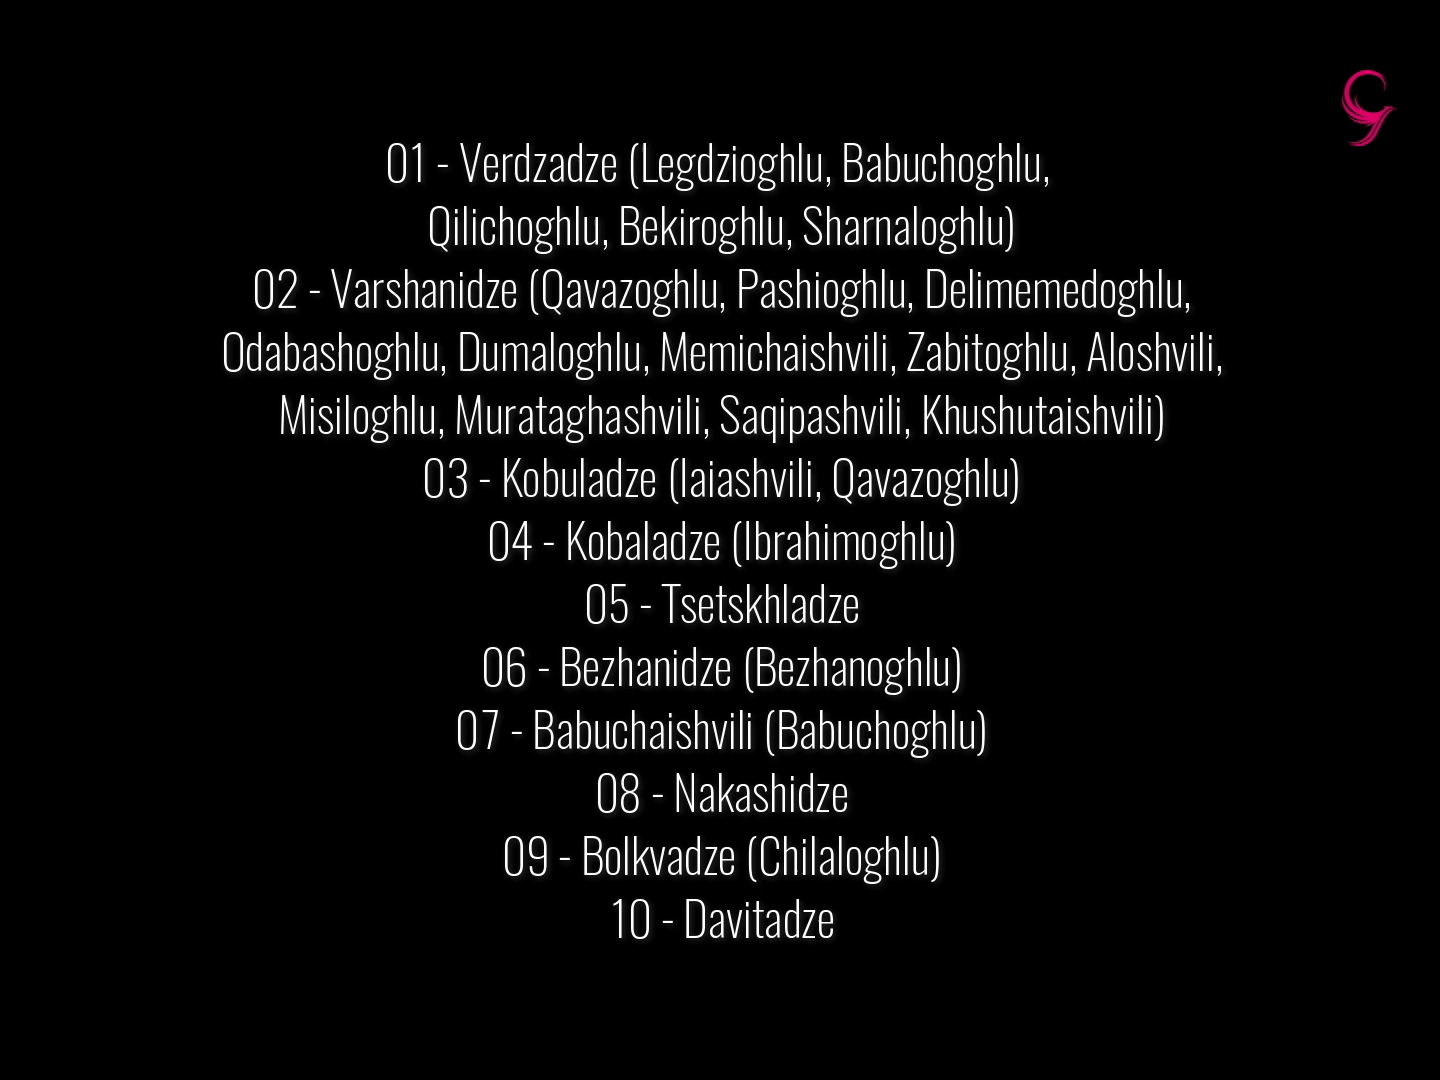 01 - Verdzadze (Legdzioghlu, Babuchoghlu,
Qilichoghlu, Bekiroghlu, Sharnaloghlu)
02 - Varshanidze (Qavazoghlu, Pashioghlu, Delimemedoghlu,
Odabashoghlu, Dumaloghlu, Memichaishvili, Zabitoghlu, Aloshvili,
Misiloghlu, Murataghashvili, Saqipashvili, Khushutaishvili)
03 - Kobuladze (Iaiashvili, Qavazoghlu)
04 - Kobaladze (Ibrahimoghlu)
05 - Tsetskhladze
06 - Bezhanidze (Bezhanoghlu)
07 - Babuchaishvili (Babuchoghlu)
08 - Nakashidze
09 - Bolkvadze (Chilaloghlu)
10 - Davitadze